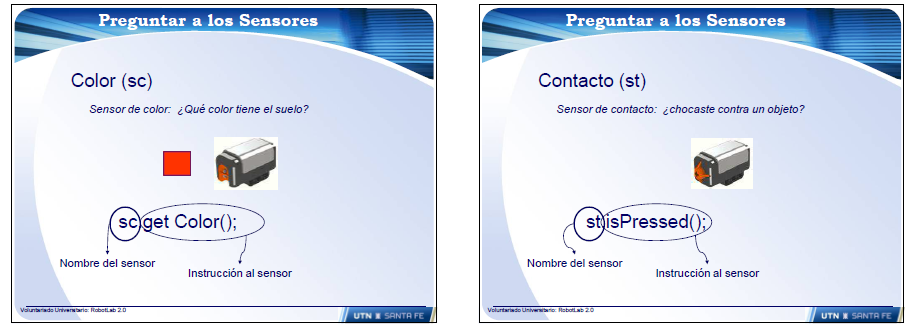 Preguntar a los Sensores
Color (sc)
Sensor de color: ¿Qué color tiene el suelo?
sc.get Color();
Nombre del sensor
Instrucción al sensor
Voluntariado Universitario: RobotLab 2.0
UTN SANTA FE
Preguntar a los Sensores
Contacto (st)
Sensor de contacto: ¿chocaste contra un objeto?
st.isPressed();
Nombre del sensor
Instrucción al sensor
Voluntariado Universitario: RobotLab 2.0
UTN SANTA FE